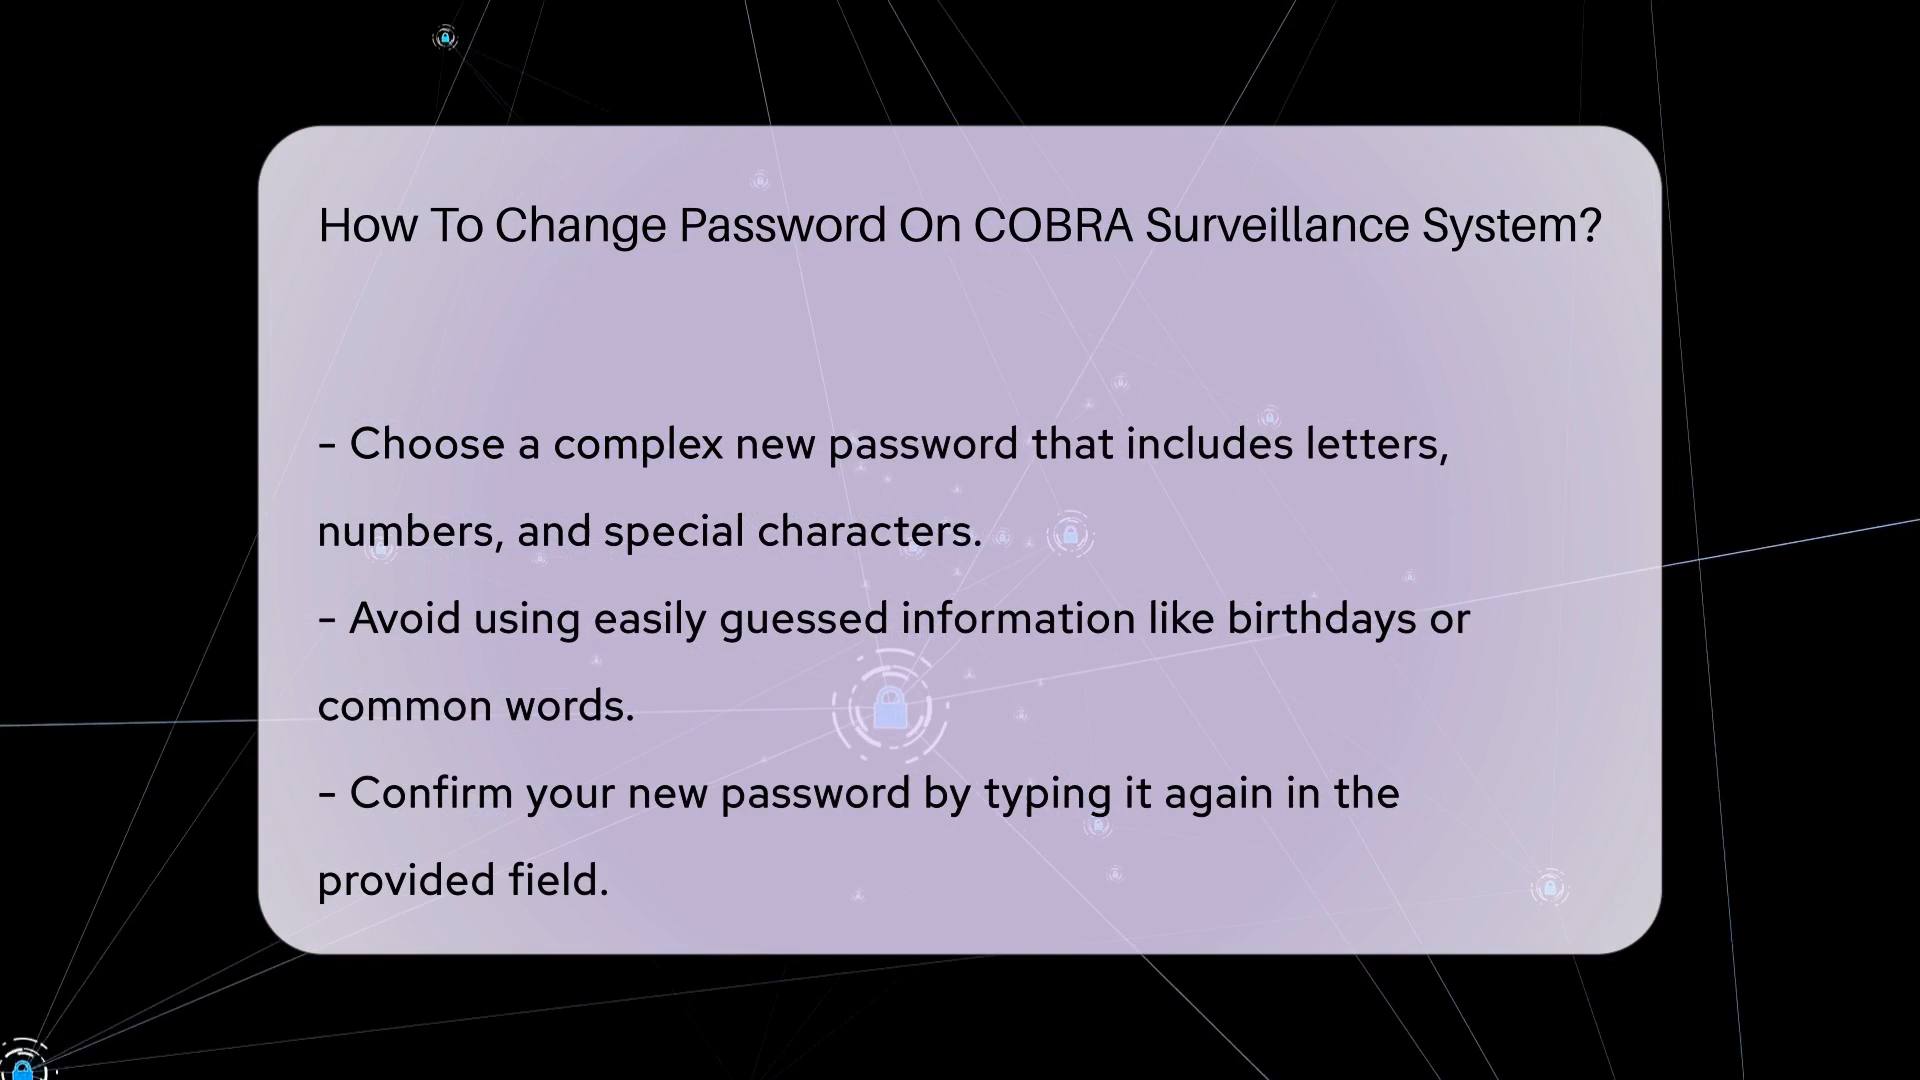 How To Change Password On COBRA Surveillance System?
- Choose a complex new password that includes letters,
numbers, and special characters.
- Avoid using easily guessed information like birthdays or
common words.
- Confirm your new password by typing it again in the
provided field.